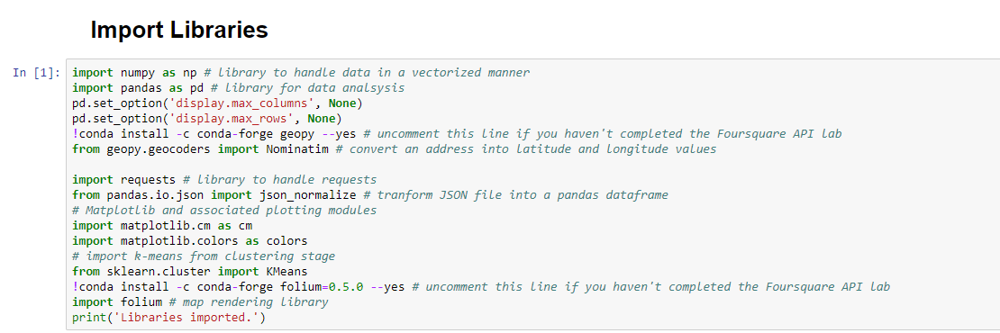 Import Libraries
In [1]: import numpy as np # library to handle data in a vectorized manner
import pandas as pd # library for data analsysis
pd.set_option('display.max_columns', None)
pd.set_option('display.max_rows', None)
!conda install -c conda-forge geopy --yes # uncomment this line if you haven't completed the Foursquare API lab
from geopy.geocoders import Nominatim # convert an address into latitude and longitude values
import requests # library to handle requests
from pandas.io.json import json_normalize # tranform JSON file into a pandas dataframe
# Matplotlib and associated plotting modules
import matplotlib.cm as cm
import matplotlib.colors as colors
# import k-means from clustering stage
from sklearn.cluster import KMeans
!conda install -c conda-forge folium=0.5.0 --yes # uncomment this line if you haven't completed the Foursquare API lab
import folium # map rendering library
print('Libraries imported.')